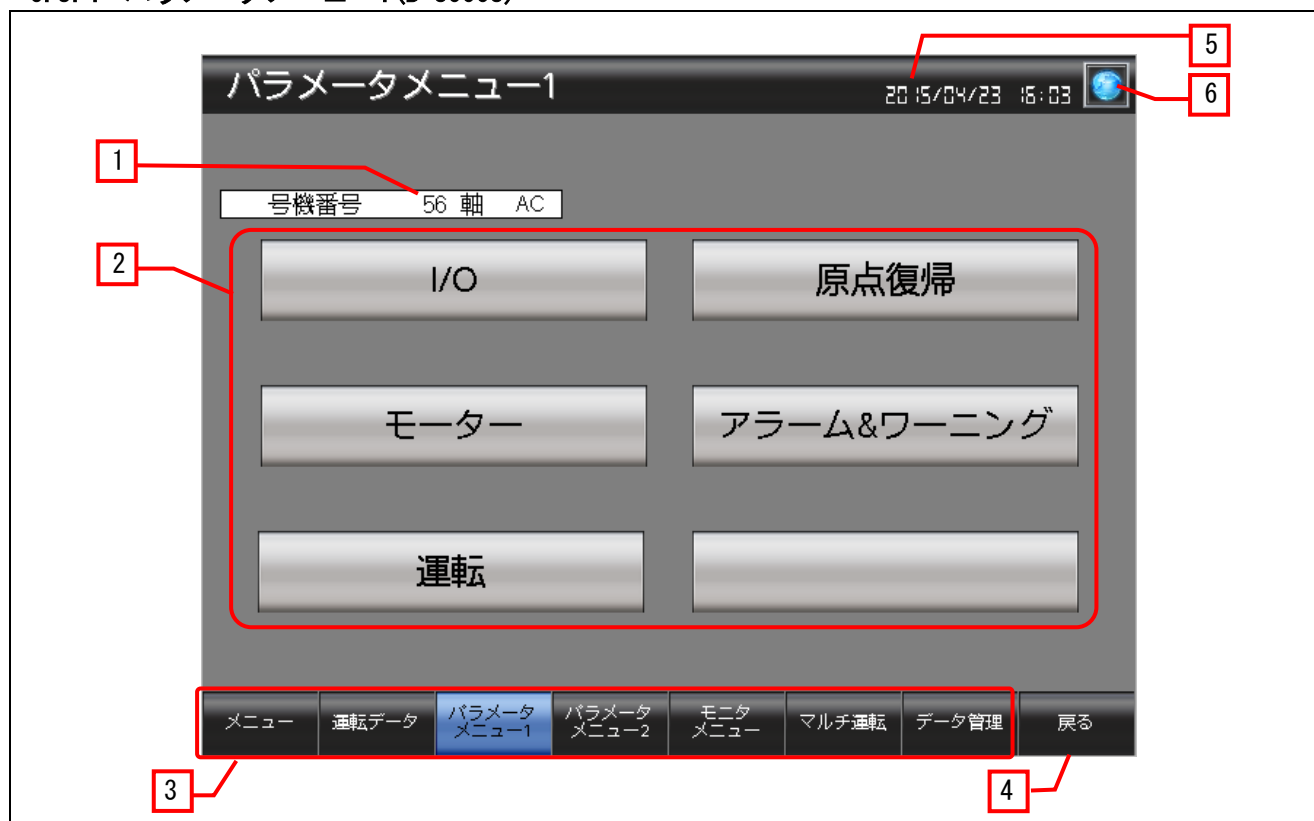 5
パラメータメニュー1
2015/04/23 16:03
6
1
号機番号 56 軸 AC
2
I/O
原点復帰
モーター
アラーム&ワーニング
運転
メニュー
運転データ
パラメータ
メニュー1
パラメータ
メニュー2
モニタ
メニュー
マルチ運転
データ管理
戻る
3
4